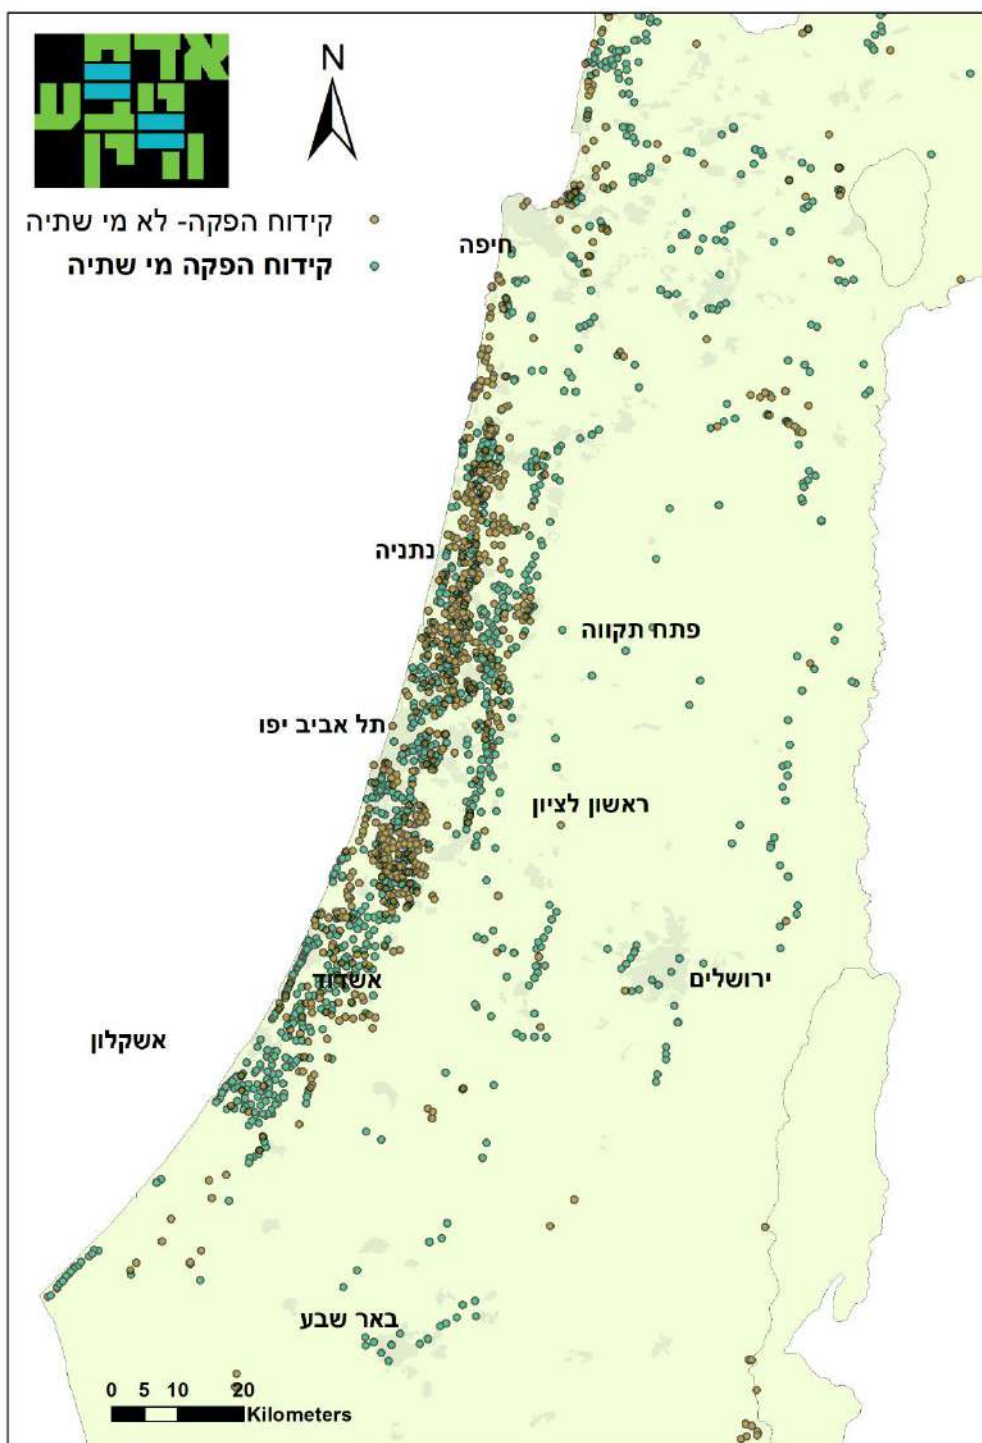 אדם
טבע
ודין
N
קידוח הפקה- לא מי שתיה
קידוח הפקה מי שתיה
חיפה
נתניה
פתח תקווה
תל אביב יפו
ראשון לציון
אשדוד
ירושלים
אשקלון
באר שבע
0 5 10 20
Kilometers